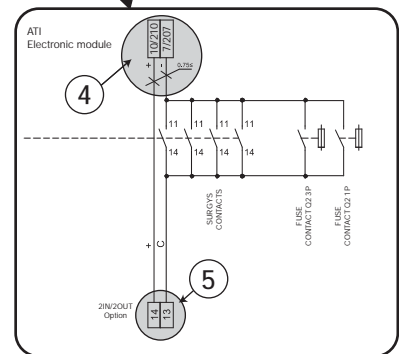 ATI
Electronic module
10/210
7/207
+
-
0.75≤
4
11
11
11
11
14
14
14
14
SURGYS
CONTACTS
FUSE
CONTACT Q2 3P
FUSE
CONTACT Q2 1P
+
C
5
2IN/2OUT
Option
14
13